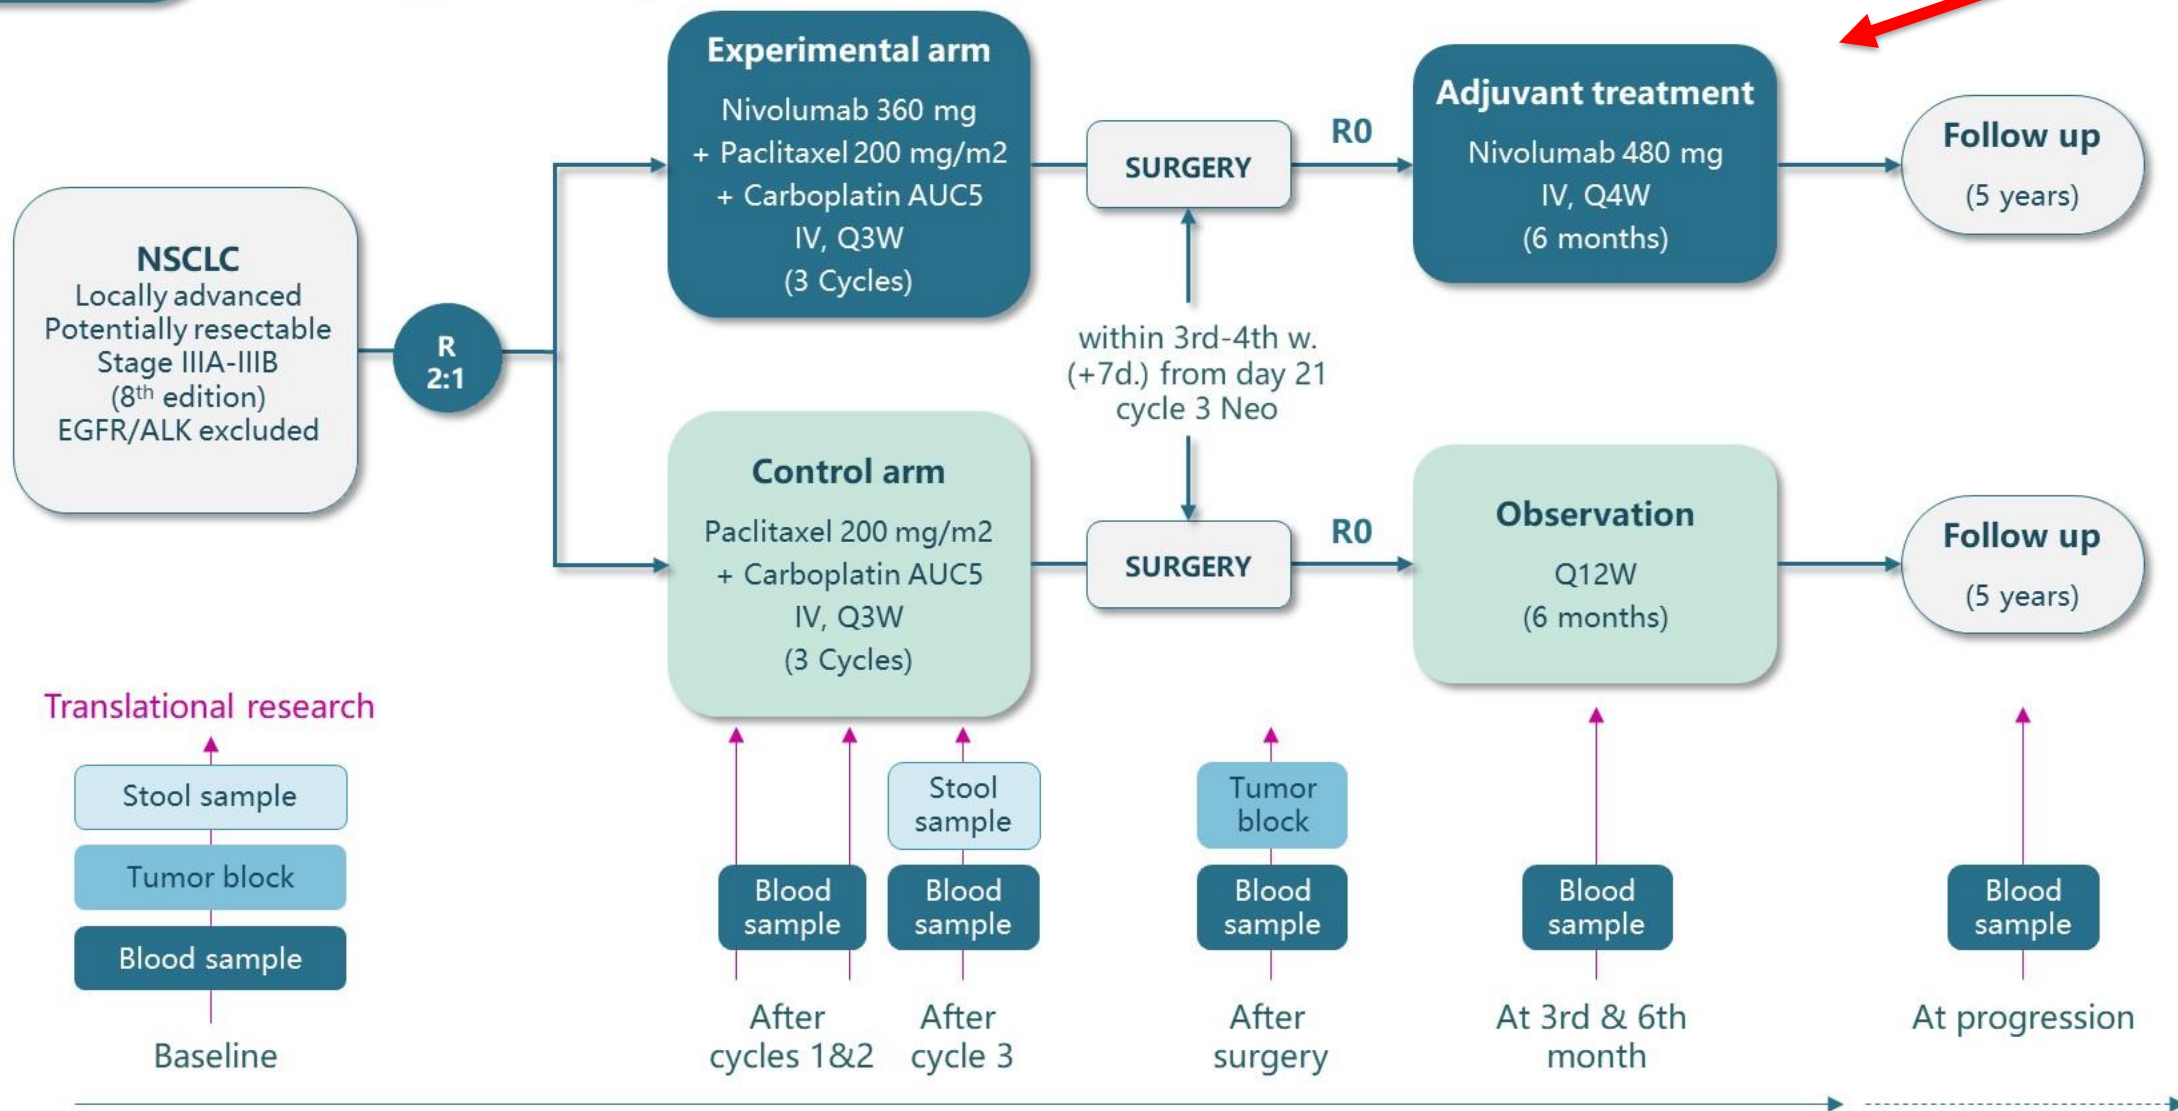 NSCLC
Locally advanced
Potentially resectable
Stage IIIA-IIIB
(8th edition)
EGFR/ALK excluded
R
2:1
Experimental arm
Nivolumab 360 mg
+ Paclitaxel 200 mg/m2
+ Carboplatin AUC5
IV, Q3W
(3 Cycles)
SURGERY
R0
Adjuvant treatment
Nivolumab 480 mg
IV, Q4W
(6 months)
Follow up
(5 years)
within 3rd-4th w.
(+7d.) from day 21
cycle 3 Neo
Control arm
Paclitaxel 200 mg/m2
+ Carboplatin AUC5
IV, Q3W
(3 Cycles)
SURGERY
R0
Observation
Q12W
(6 months)
Follow up
(5 years)
Translational research
Stool sample
Tumor block
Blood sample
Baseline
Blood
sample
After
cycles 1&2
Stool
sample
Blood
sample
After
cycle 3
Tumor
block
Blood
sample
After
surgery
Blood
sample
At 3rd & 6th
month
Blood
sample
At progression